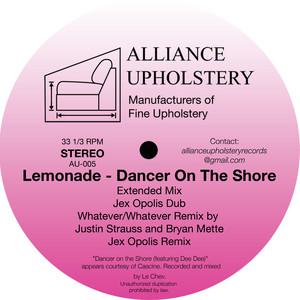 ALLIANCE
UPHOLSTERY
Manufacturers of
Fine Upholstery
33 1/3 RPM
STEREO
AU-005
Contact:
allianceupholsteryrecords
@gmail.com
Lemonade - Dancer On The Shore
Extended Mix
Jex Opolis Dub
Whatever/Whatever Remix by
Justin Strauss and Bryan Mette
Jex Opolis Remix
"Dancer on the Shore (featuring Dee Dee)"
appears courtesy of Cascine. Recorded and mixed
by Le Chev.
Unauthorized duplication
prohibited by law.